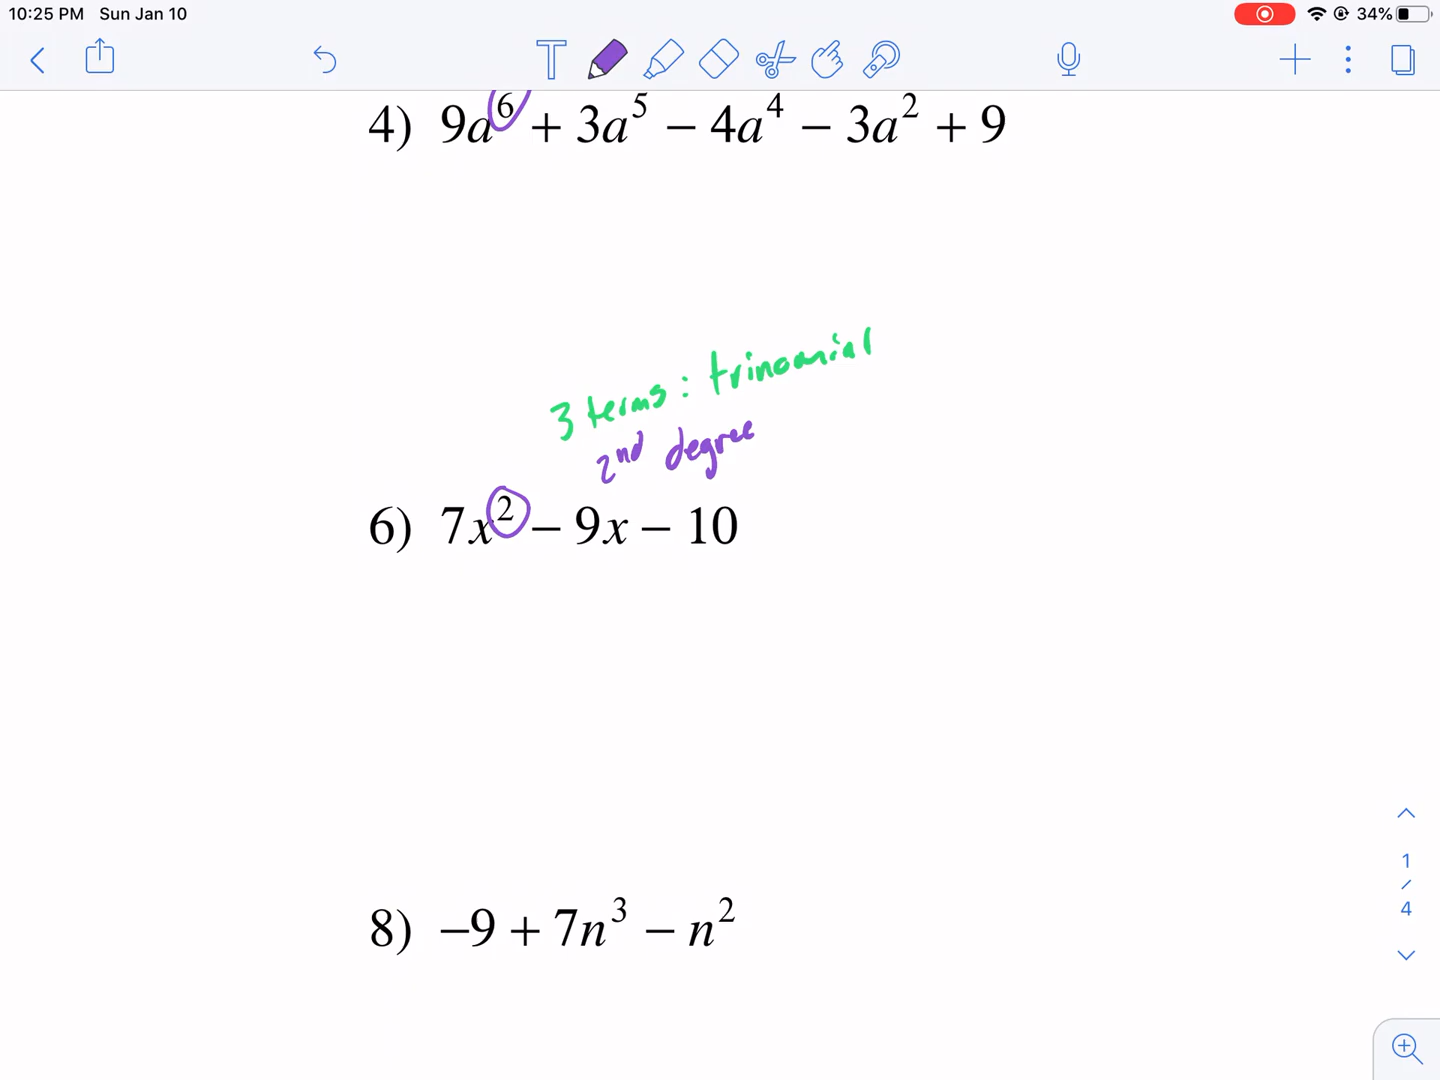 10:25 PM Sun Jan 10 34%
4) 9a⁶ + 3a⁵ − 4a⁴ − 3a² + 9
3 terms: trinomial
2nd degree
6) 7x² − 9x − 10
1
/
4
8) −9 + 7n³ − n²